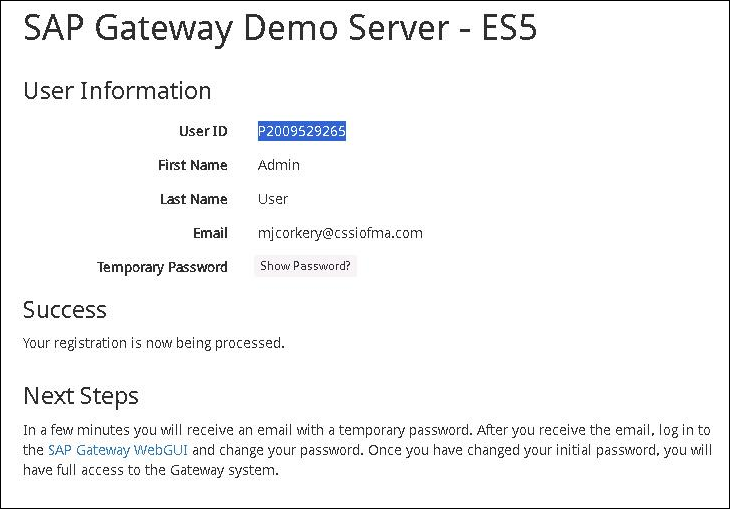 SAP Gateway Demo Server - ES5
User Information
User ID P2009529265
First Name Admin
Last Name User
Email mjcorkery@cssiofma.com
Temporary Password Show Password?
Success
Your registration is now being processed.
Next Steps
In a few minutes you will receive an email with a temporary password. After you receive the email, log in to
the SAP Gateway WebGUI and change your password. Once you have changed your initial password, you will
have full access to the Gateway system.